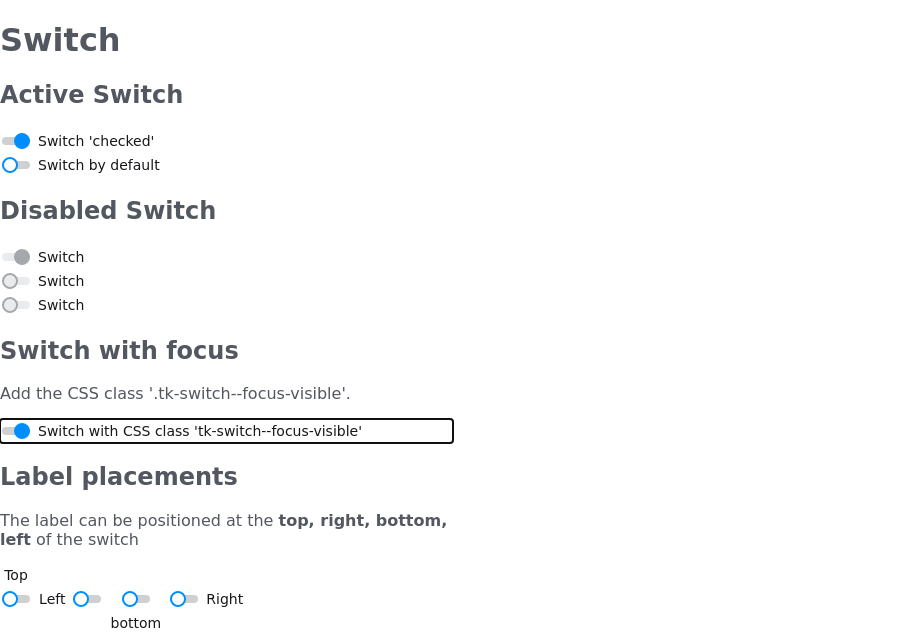 Switch
Active Switch
Switch 'checked'
Switch by default
Disabled Switch
Switch
Switch
Switch
Switch with focus
Add the CSS class '.tk-switch--focus-visible'.
Switch with CSS class 'tk-switch--focus-visible'
Label placements
The label can be positioned at the top, right, bottom,
left of the switch
Top
Left
Right
bottom